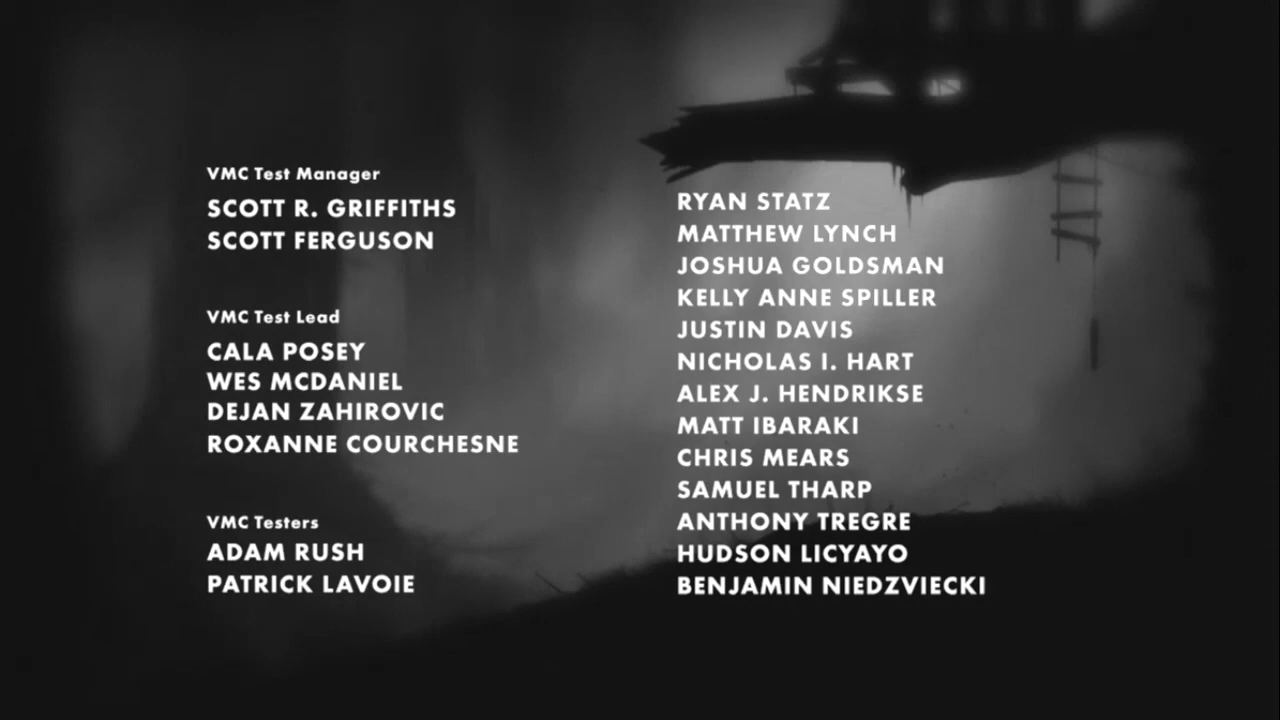 VMC Test Manager
SCOTT R. GRIFFITHS
SCOTT FERGUSON
VMC Test Lead
CALA POSEY
WES MCDANIEL
DEJAN ZAHIROVIC
ROXANNE COURCHESNE
VMC Testers
ADAM RUSH
PATRICK LAVOIE
RYAN STATZ
MATTHEW LYNCH
JOSHUA GOLDSMAN
KELLY ANNE SPILLER
JUSTIN DAVIS
NICHOLAS I. HART
ALEX J. HENDRIKSE
MATT IBARAKI
CHRIS MEARS
SAMUEL THARP
ANTHONY TREGRE
HUDSON LICYAYO
BENJAMIN NIEDZVIECKI